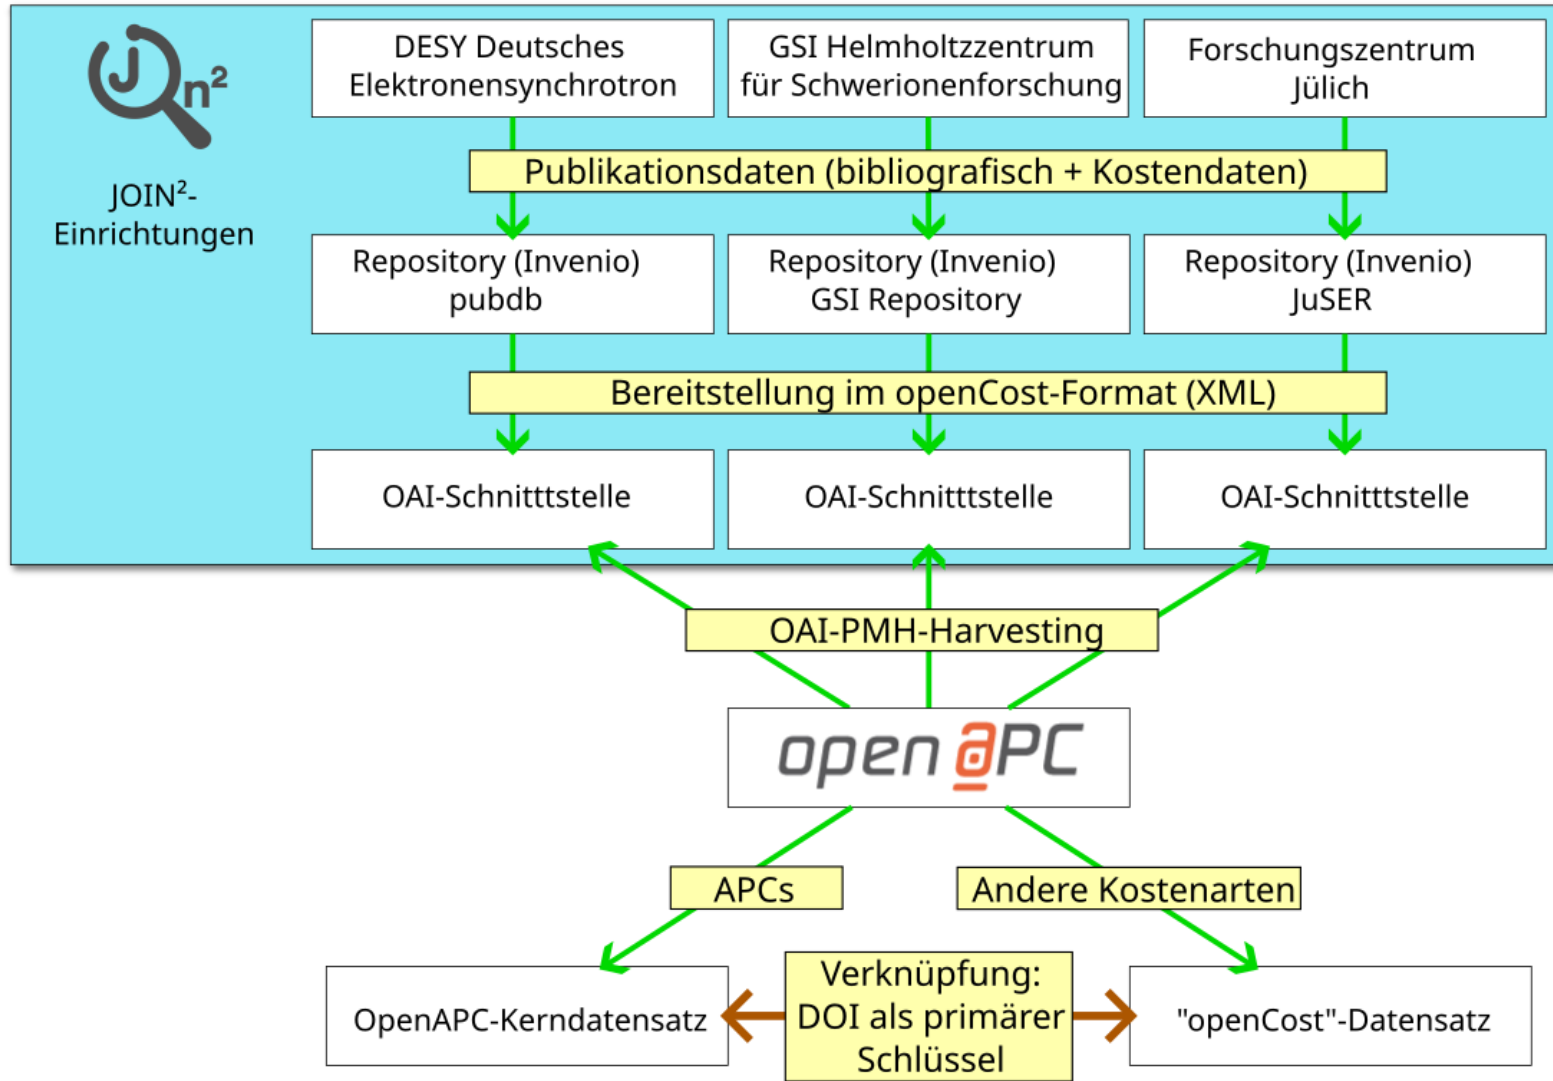 Jn²
JOIN²-
Einrichtungen
DESY Deutsches
Elektronensynchrotron
GSI Helmholtzzentrum
für Schwerionenforschung
Forschungszentrum
Jülich
Publikationsdaten (bibliografisch + Kostendaten)
Repository (Invenio)
pubdb
Repository (Invenio)
GSI Repository
Repository (Invenio)
JuSER
Bereitstellung im openCost-Format (XML)
OAI-Schnitttstelle
OAI-Schnitttstelle
OAI-Schnitttstelle
OAI-PMH-Harvesting
open aPC
APCs
Andere Kostenarten
OpenAPC-Kerndatensatz
Verknüpfung:
DOI als primärer
Schlüssel
"openCost"-Datensatz